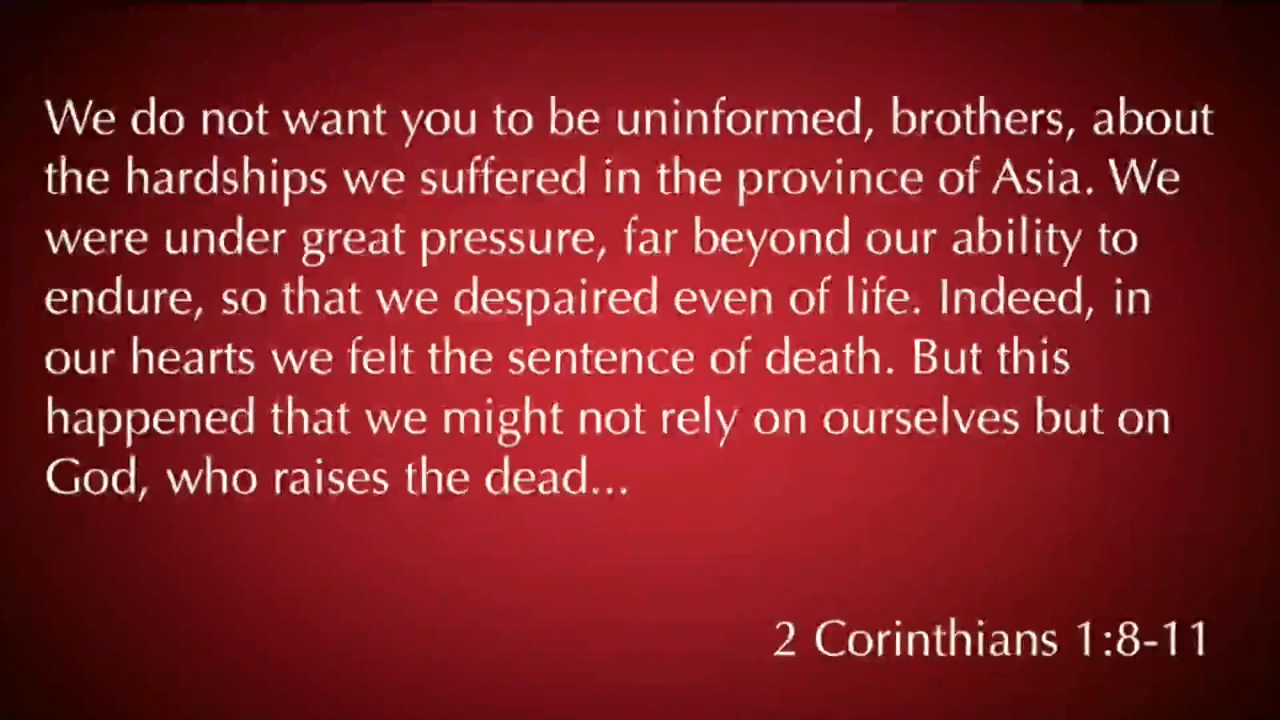 We do not want you to be uninformed, brothers, about
the hardships we suffered in the province of Asia. We
were under great pressure, far beyond our ability to
endure, so that we despaired even of life. Indeed, in
our hearts we felt the sentence of death. But this
happened that we might not rely on ourselves but on
God, who raises the dead...
2 Corinthians 1:8-11